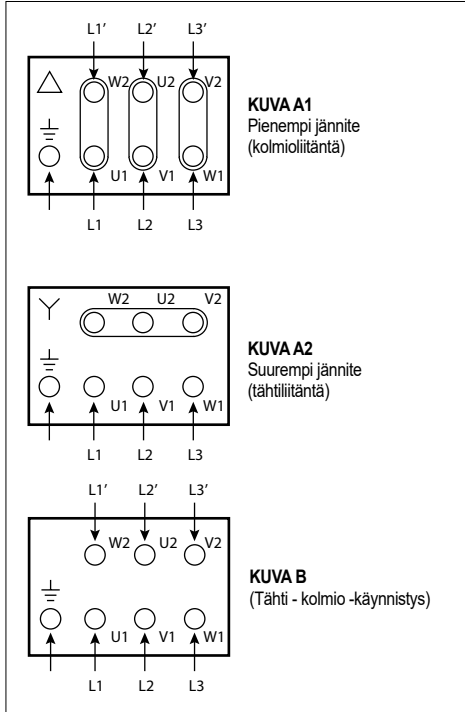 L1' L2' L3'
W2 U2 V2
U1 V1 W1
L1 L2 L3
KUVA A1
Pienempi jännite
(kolmioliitäntä)
W2 U2 V2
U1 V1 W1
L1 L2 L3
KUVA A2
Suurempi jännite
(tähtiliitäntä)
L1' L2' L3'
W2 U2 V2
U1 V1 W1
L1 L2 L3
KUVA B
(Tähti - kolmio -käynnistys)